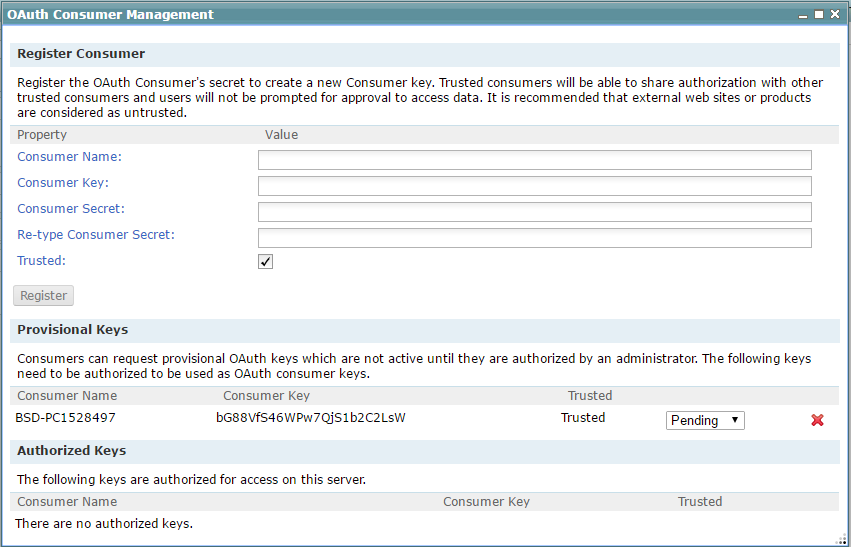 OAuth Consumer Management
Register Consumer
Register the OAuth Consumer's secret to create a new Consumer key. Trusted consumers will be able to share authorization with other
trusted consumers and users will not be prompted for approval to access data. It is recommended that external web sites or products
are considered as untrusted.
Property Value
Consumer Name:
Consumer Key:
Consumer Secret:
Re-type Consumer Secret:
Trusted:
Register
Provisional Keys
Consumers can request provisional OAuth keys which are not active until they are authorized by an administrator. The following keys
need to be authorized to be used as OAuth consumer keys.
Consumer Name Consumer Key Trusted
BSD-PC1528497 bG88VfS46WPw7QjS1b2C2LsW Trusted Pending
Authorized Keys
The following keys are authorized for access on this server.
Consumer Name Consumer Key Trusted
There are no authorized keys.